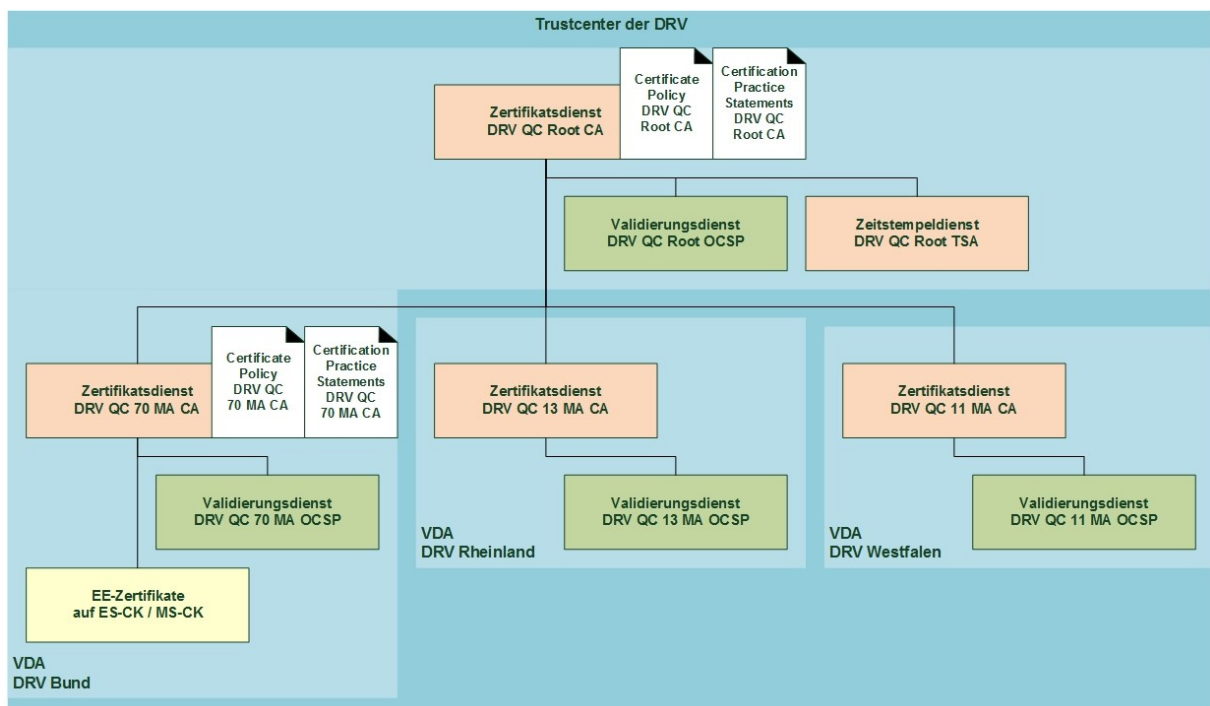 Trustcenter der DRV
Zertifikatsdienst
DRV QC Root CA
Certificate
Policy
DRV QC
Root CA
Certification
Practice
Statements
DRV QC
Root CA
Validierungsdienst
DRV QC Root OCSP
Zeitstempeldienst
DRV QC Root TSA
Zertifikatsdienst
DRV QC 70 MA CA
Certificate
Policy
DRV QC
70 MA CA
Certification
Practice
Statements
DRV QC
70 MA CA
Zertifikatsdienst
DRV QC 13 MA CA
Zertifikatsdienst
DRV QC 11 MA CA
Validierungsdienst
DRV QC 70 MA OCSP
Validierungsdienst
DRV QC 13 MA OCSP
Validierungsdienst
DRV QC 11 MA OCSP
VDA
DRV Rheinland
VDA
DRV Westfalen
EE-Zertifikate
auf ES-CK / MS-CK
VDA
DRV Bund